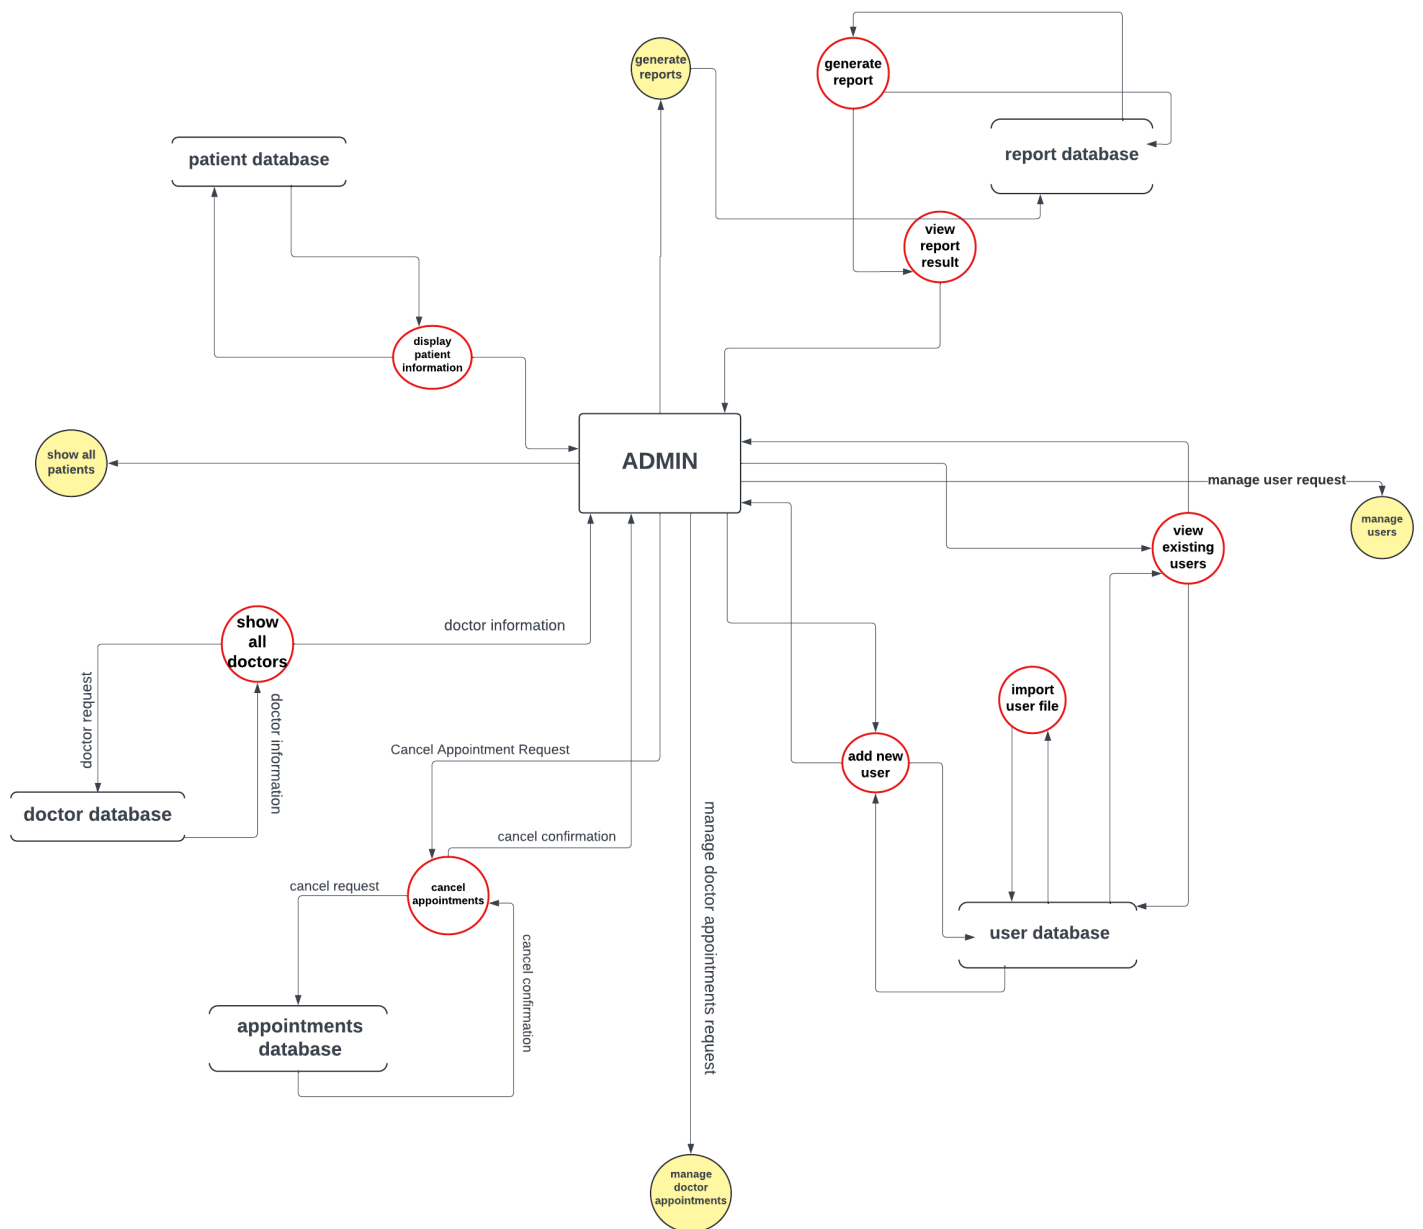 generate
reports
generate
report
patient database
report database
view
report
result
display
patient
information
show all
patients
ADMIN
manage user request
manage
users
view
existing
users
show
all
doctors
doctor information
doctor request
doctor information
import
user file
Cancel Appointment Request
add new
user
doctor database
manage doctor appointments request
cancel confirmation
cancel request
cancel
appointments
cancel confirmation
user database
appointments
database
manage
doctor
appointments